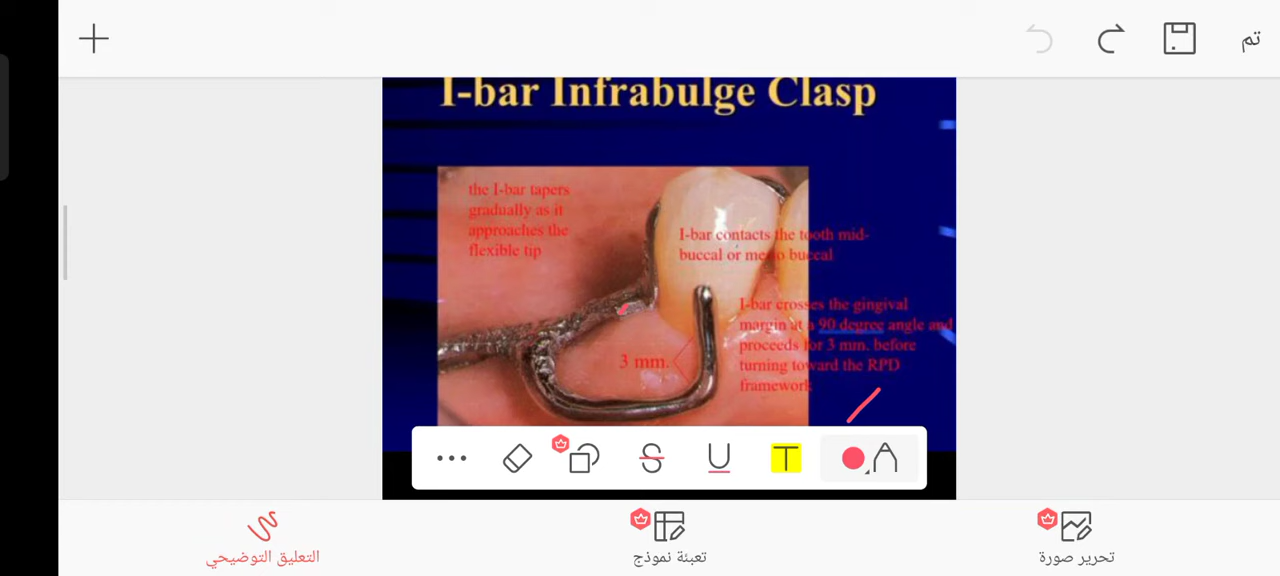 تم
I-bar Infrabulge Clasp
the I-bar tapers
gradually as it
approaches the
flexible tip
I-bar contacts the tooth mid-
buccal or mesio buccal
I-bar crosses the gingival
margin at a 90 degree angle and
proceeds for 3 mm. before
turning toward the RPD
framework
3 mm.
التعليق التوضيحي
تعبئة نموذج
تحرير صورة